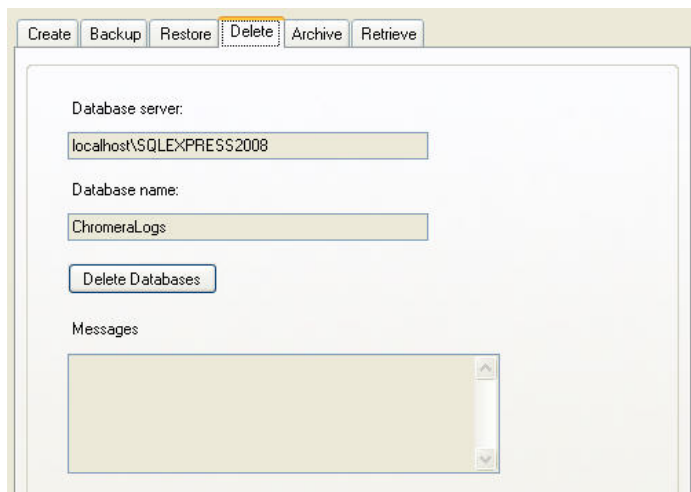 Create Backup Restore Delete Archive Retrieve
Database server:
localhost\SQLEXPRESS2008
Database name:
ChromeraLogs
Delete Databases
Messages